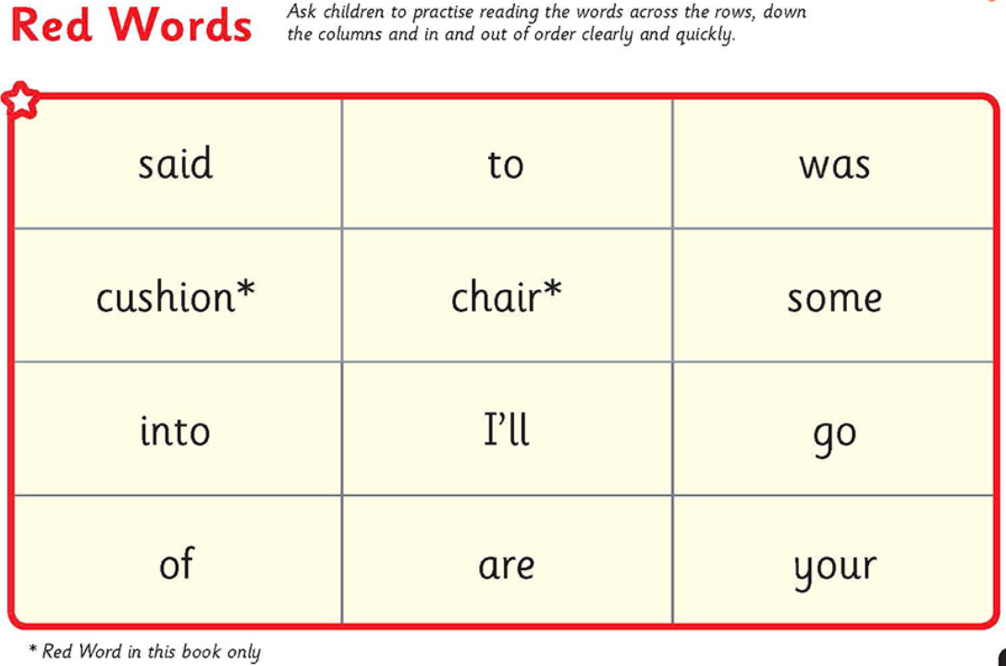 Red Words
Ask children to practise reading the words across the rows, down
the columns and in and out of order clearly and quickly.
said to was
cushion* chair* some
into I’ll go
of are your
* Red Word in this book only